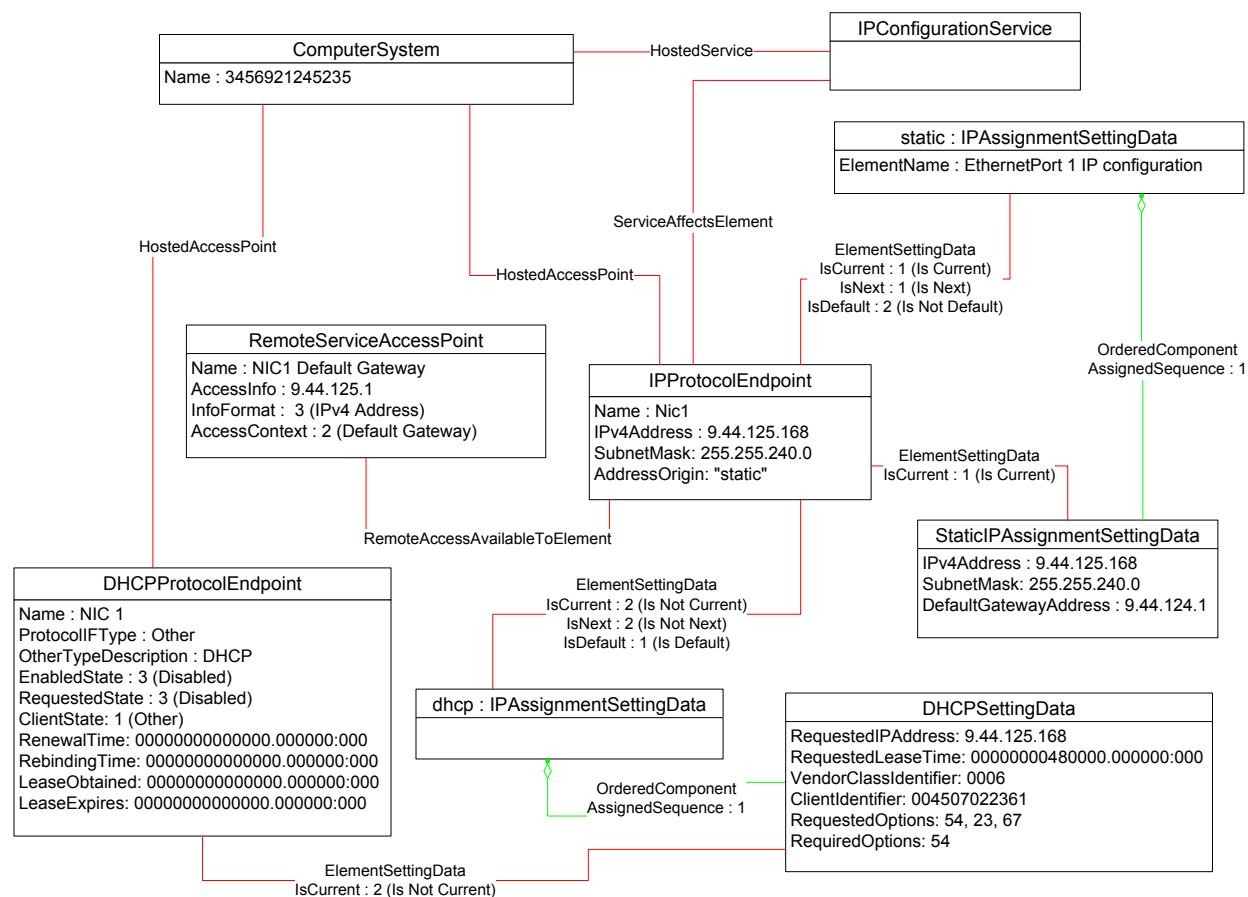 ComputerSystem
Name : 3456921245235
HostedService
IPConfigurationService
static : IPAssignmentSettingData
ElementName : EthernetPort 1 IP configuration
ServiceAffectsElement
HostedAccessPoint
HostedAccessPoint
ElementSettingData
IsCurrent : 1 (Is Current)
IsNext : 1 (Is Next)
IsDefault : 2 (Is Not Default)
OrderedComponent
AssignedSequence : 1
RemoteServiceAccessPoint
Name : NIC1 Default Gateway
AccessInfo : 9.44.125.1
InfoFormat :  3 (IPv4 Address)
AccessContext : 2 (Default Gateway)
IPProtocolEndpoint
Name : Nic1
IPv4Address : 9.44.125.168
SubnetMask: 255.255.240.0
AddressOrigin: "static"
ElementSettingData
IsCurrent : 1 (Is Current)
RemoteAccessAvailableToElement
StaticIPAssignmentSettingData
IPv4Address : 9.44.125.168
SubnetMask: 255.255.240.0
DefaultGatewayAddress : 9.44.124.1
DHCPProtocolEndpoint
Name : NIC 1
ProtocolIFType : Other
OtherTypeDescription : DHCP
EnabledState : 3 (Disabled)
RequestedState : 3 (Disabled)
ClientState: 1 (Other)
RenewalTime: 00000000000000.000000:000
RebindingTime: 00000000000000.000000:000
LeaseObtained: 00000000000000.000000:000
LeaseExpires: 00000000000000.000000:000
ElementSettingData
IsCurrent : 2 (Is Not Current)
IsNext : 2 (Is Not Next)
IsDefault : 1 (Is Default)
dhcp : IPAssignmentSettingData
DHCPSettingData
RequestedIPAddress: 9.44.125.168
RequestedLeaseTime: 00000000480000.000000:000
VendorClassIdentifier: 0006
ClientIdentifier: 004507022361
RequestedOptions: 54, 23, 67
RequiredOptions: 54
OrderedComponent
AssignedSequence : 1
ElementSettingData
IsCurrent : 2 (Is Not Current)